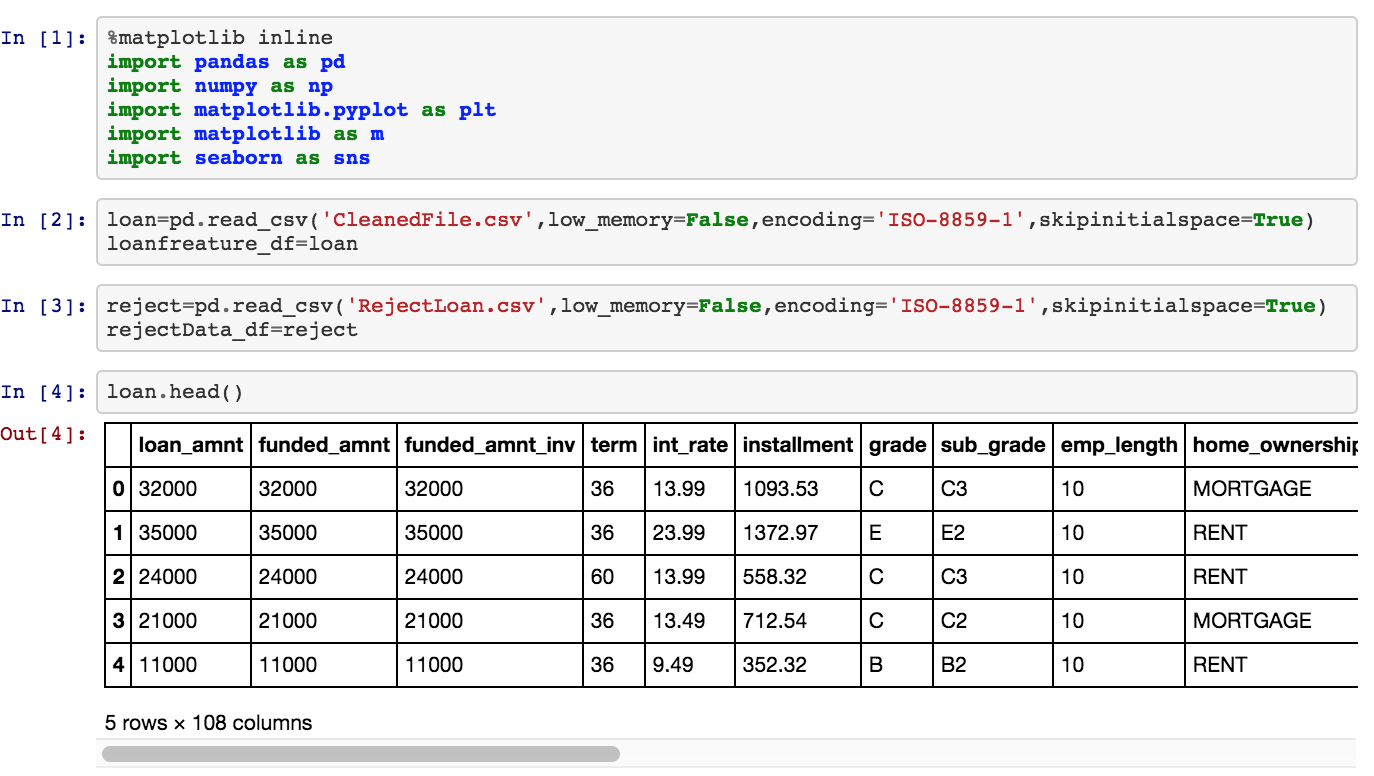 In [1]: %matplotlib inline
import pandas as pd
import numpy as np
import matplotlib.pyplot as plt
import matplotlib as m
import seaborn as sns
In [2]: loan=pd.read_csv('CleanedFile.csv',low_memory=False,encoding='ISO-8859-1',skipinitialspace=True)
loanfreature_df=loan
In [3]: reject=pd.read_csv('RejectLoan.csv',low_memory=False,encoding='ISO-8859-1',skipinitialspace=True)
rejectData_df=reject
In [4]: loan.head()
Out[4]:
loan_amnt funded_amnt funded_amnt_inv term int_rate installment grade sub_grade emp_length home_ownership
0 32000 32000 32000 36 13.99 1093.53 C C3 10 MORTGAGE
1 35000 35000 35000 36 23.99 1372.97 E E2 10 RENT
2 24000 24000 24000 60 13.99 558.32 C C3 10 RENT
3 21000 21000 21000 36 13.49 712.54 C C2 10 MORTGAGE
4 11000 11000 11000 36 9.49 352.32 B B2 10 RENT
5 rows × 108 columns